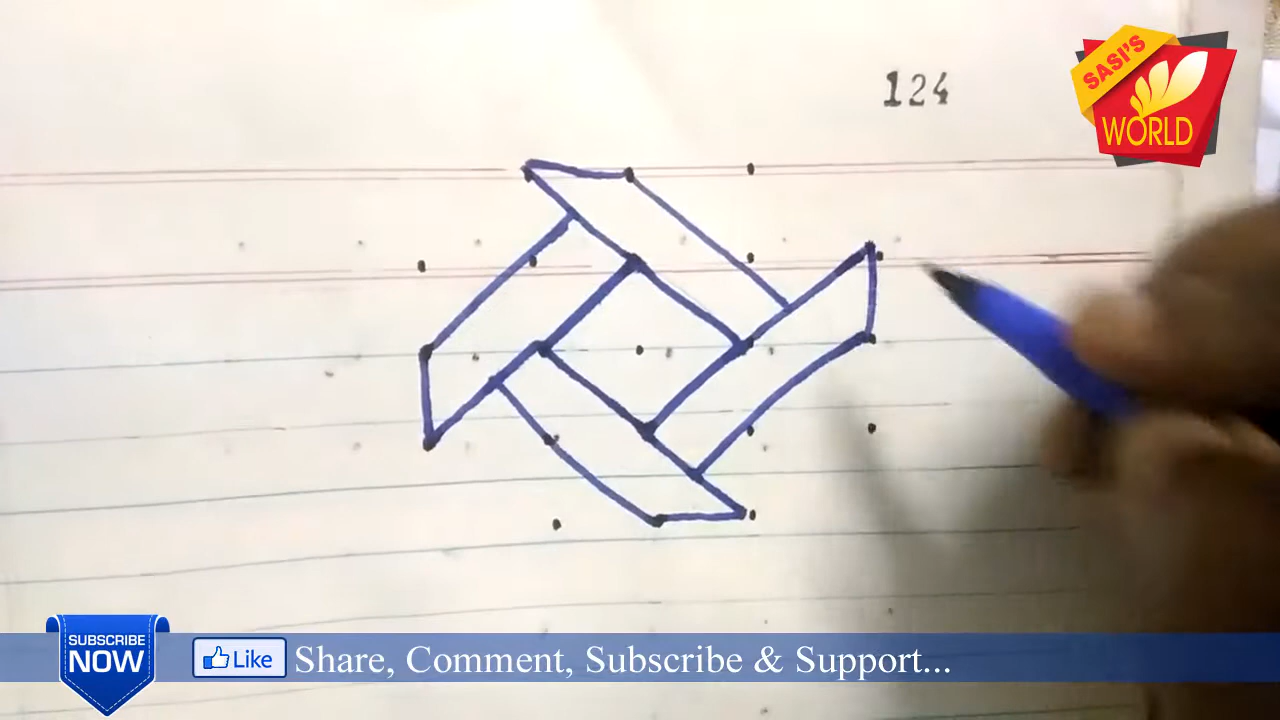 124
SASI'S
WORLD
SUBSCRIBE
NOW
Like
Share, Comment, Subscribe & Support...